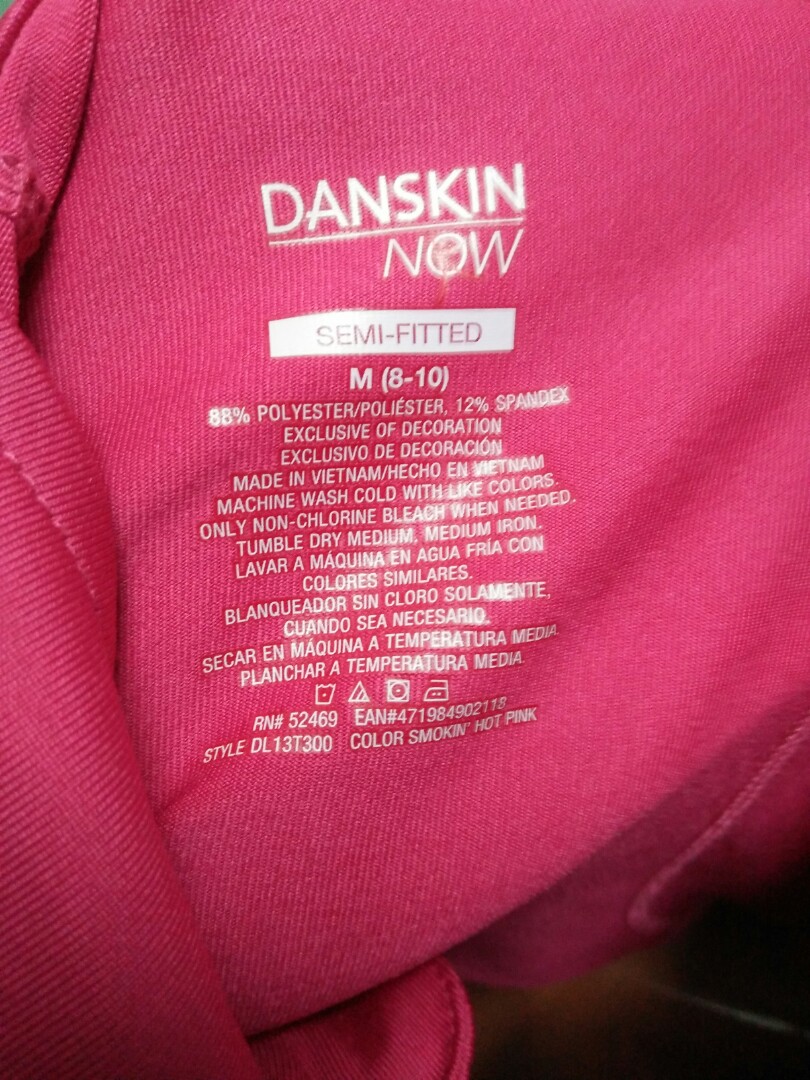 DANSKIN
NOW
SEMI-FITTED
M (8-10)
88% POLYESTER/POLIÉSTER, 12% SPANDEX
EXCLUSIVE OF DECORATION
EXCLUSIVO DE DECORACIÓN
MADE IN VIETNAM/HECHO EN VIETNAM
MACHINE WASH COLD WITH LIKE COLORS.
ONLY NON-CHLORINE BLEACH WHEN NEEDED.
TUMBLE DRY MEDIUM. MEDIUM IRON.
LAVAR A MÁQUINA EN AGUA FRÍA CON
COLORES SIMILARES.
BLANQUEADOR SIN CLORO SOLAMENTE,
CUANDO SEA NECESARIO.
SECAR EN MÁQUINA A TEMPERATURA MEDIA.
PLANCHAR A TEMPERATURA MEDIA.
RN# 52469 EAN#471984902118
STYLE DL13T300 COLOR SMOKIN' HOT PINK